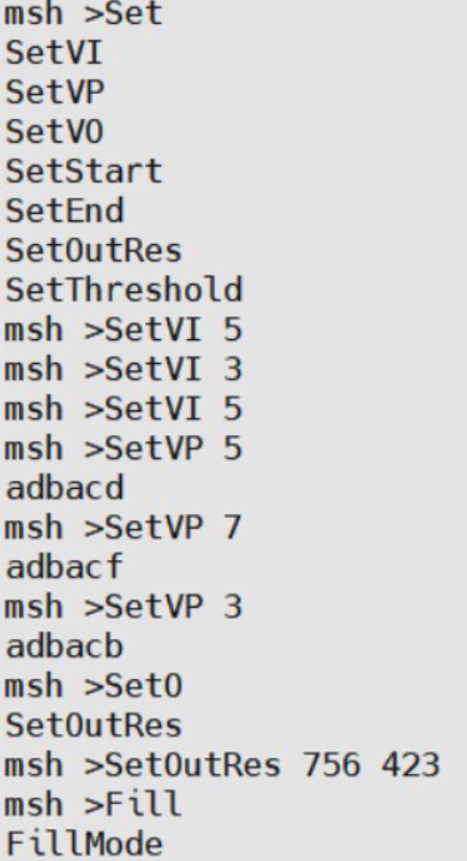 msh >Set
SetVI
SetVP
SetVO
SetStart
SetEnd
SetOutRes
SetThreshold
msh >SetVI 5
msh >SetVI 3
msh >SetVI 5
msh >SetVP 5
adbacd
msh >SetVP 7
adbacf
msh >SetVP 3
adbacb
msh >SetO
SetOutRes
msh >SetOutRes 756 423
msh >Fill
FillMode